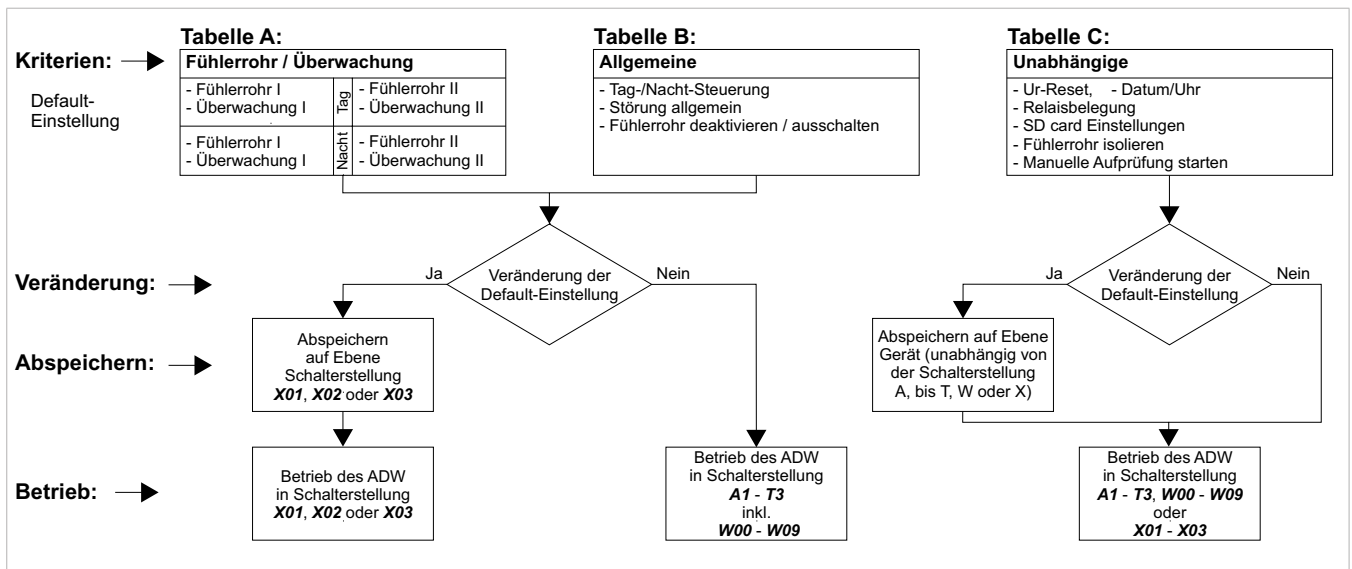 Tabelle A:
Tabelle B:
Tabelle C:
Kriterien:
Default-
Einstellung
Fühlerrohr / Überwachung
- Fühlerrohr I
- Überwachung I
Tag
- Fühlerrohr II
- Überwachung II
- Fühlerrohr I
- Überwachung I
Nacht
- Fühlerrohr II
- Überwachung II
Allgemeine
- Tag-/Nacht-Steuerung
- Störung allgemein
- Fühlerrohr deaktivieren / ausschalten
Unabhängige
- Ur-Reset, - Datum/Uhr
- Relaisbelegung
- SD card Einstellungen
- Fühlerrohr isolieren
- Manuelle Aufprüfung starten
Veränderung:
Ja
Veränderung der
Default-Einstellung
Nein
Ja
Veränderung der
Default-Einstellung
Nein
Abspeichern:
Abspeichern
auf Ebene
Schalterstellung
X01, X02 oder X03
Abspeichern auf Ebene
Gerät (unabhängig von
der Schalterstellung
A, bis T, W oder X)
Betrieb:
Betrieb des ADW
in Schalterstellung
X01, X02 oder X03
Betrieb des ADW
in Schalterstellung
A1 - T3
inkl.
W00 - W09
Betrieb des ADW
in Schalterstellung
A1 - T3, W00 - W09
oder
X01 - X03